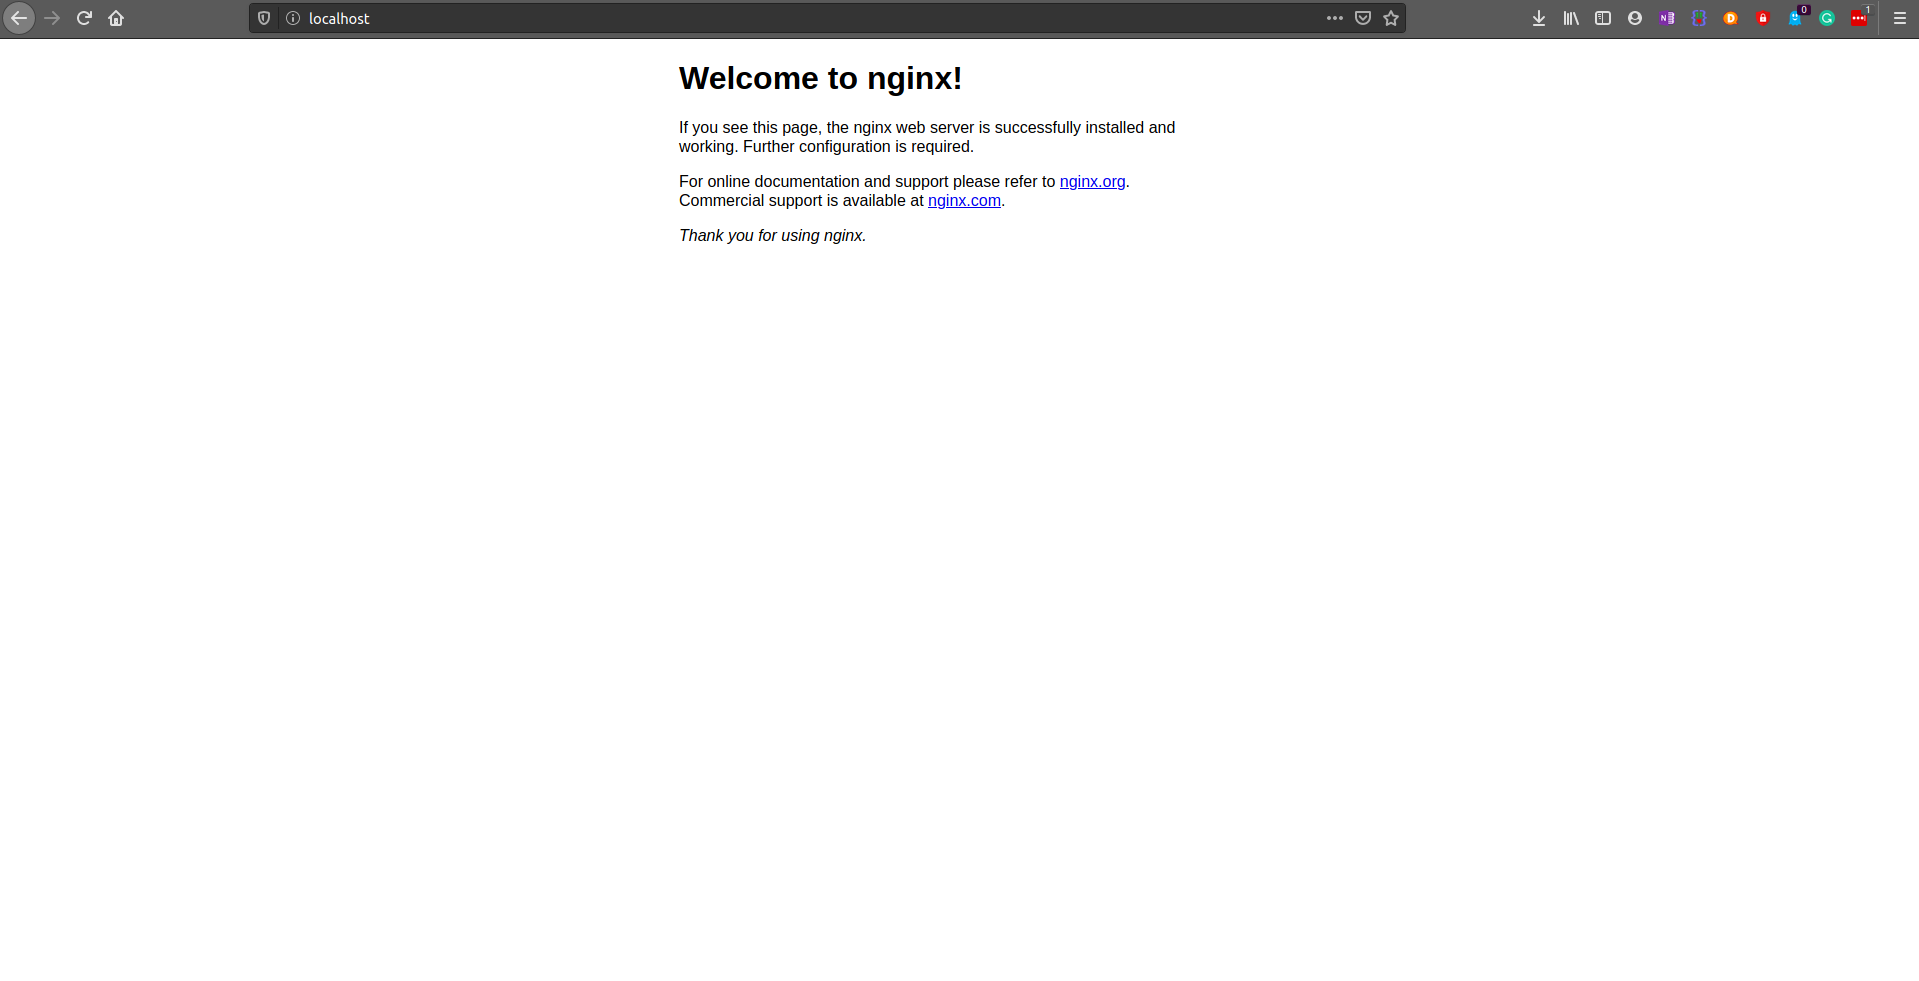 localhost
0
1
Welcome to nginx!
If you see this page, the nginx web server is successfully installed and
working. Further configuration is required.
For online documentation and support please refer to nginx.org.
Commercial support is available at nginx.com.
Thank you for using nginx.